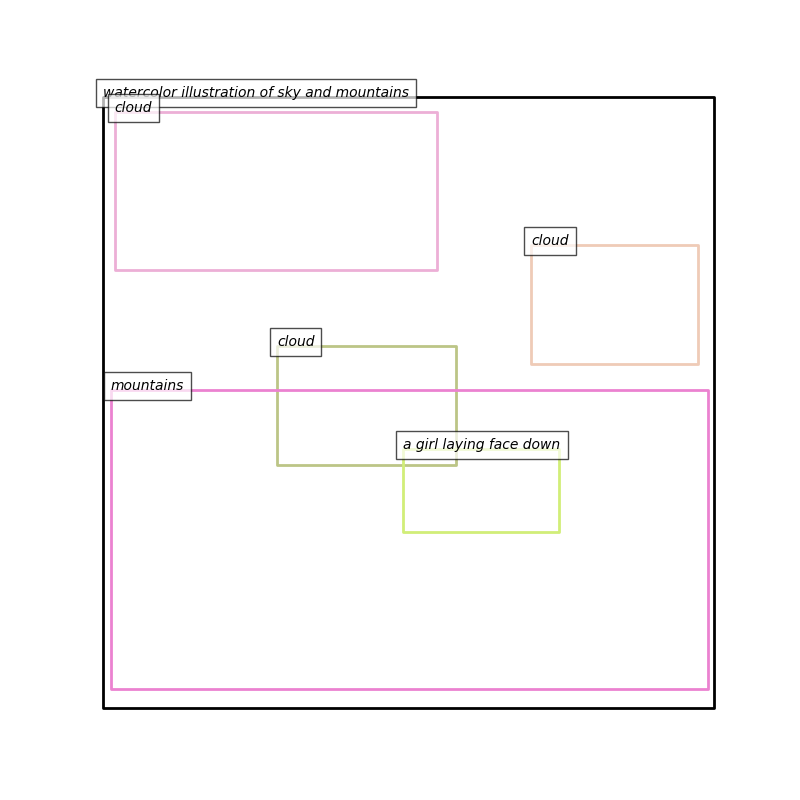 watercolor illustration of sky and mountains
cloud
cloud
cloud
mountains
a girl laying face down